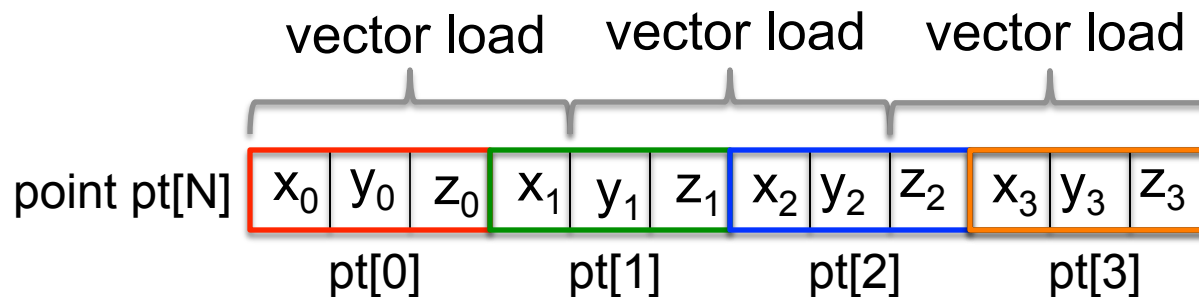 vector load vector load vector load
point pt[N] x₀ y₀ z₀ x₁ y₁ z₁ x₂ y₂ z₂ x₃ y₃ z₃
pt[0] pt[1] pt[2] pt[3]